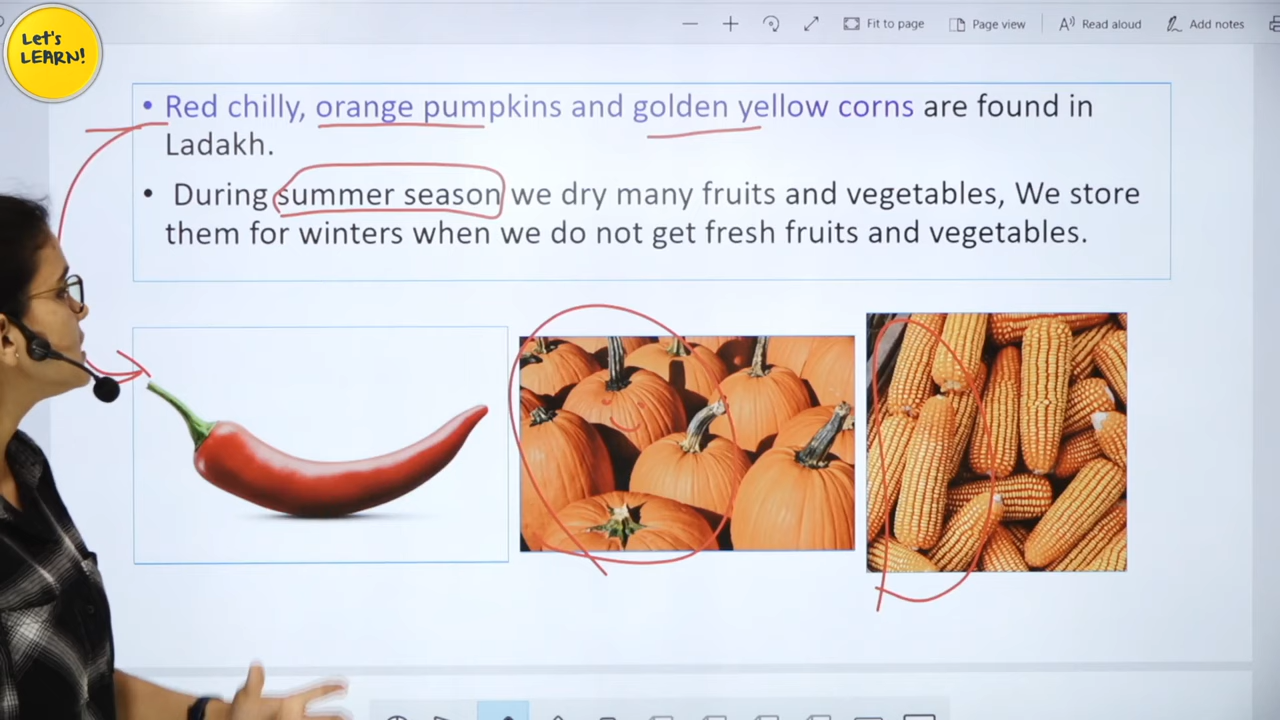 Let's
LEARN!
Fit to page
Page view
Read aloud
Add notes
• Red chilly, orange pumpkins and golden yellow corns are found in
Ladakh.
• During summer season we dry many fruits and vegetables, We store
them for winters when we do not get fresh fruits and vegetables.